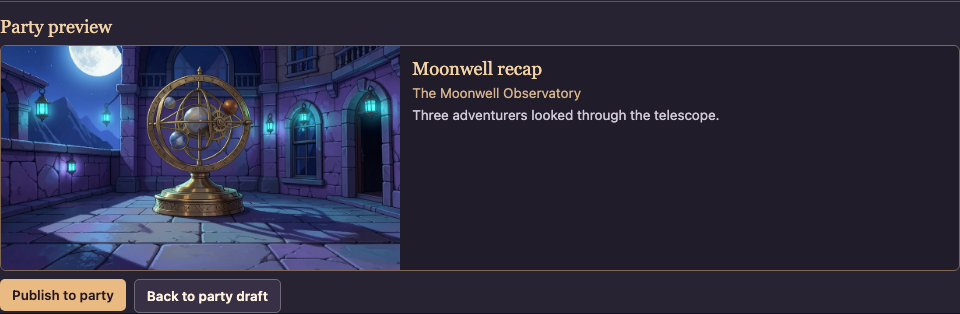 Party preview
Moonwell recap
The Moonwell Observatory
Three adventurers looked through the telescope.
Publish to party
Back to party draft